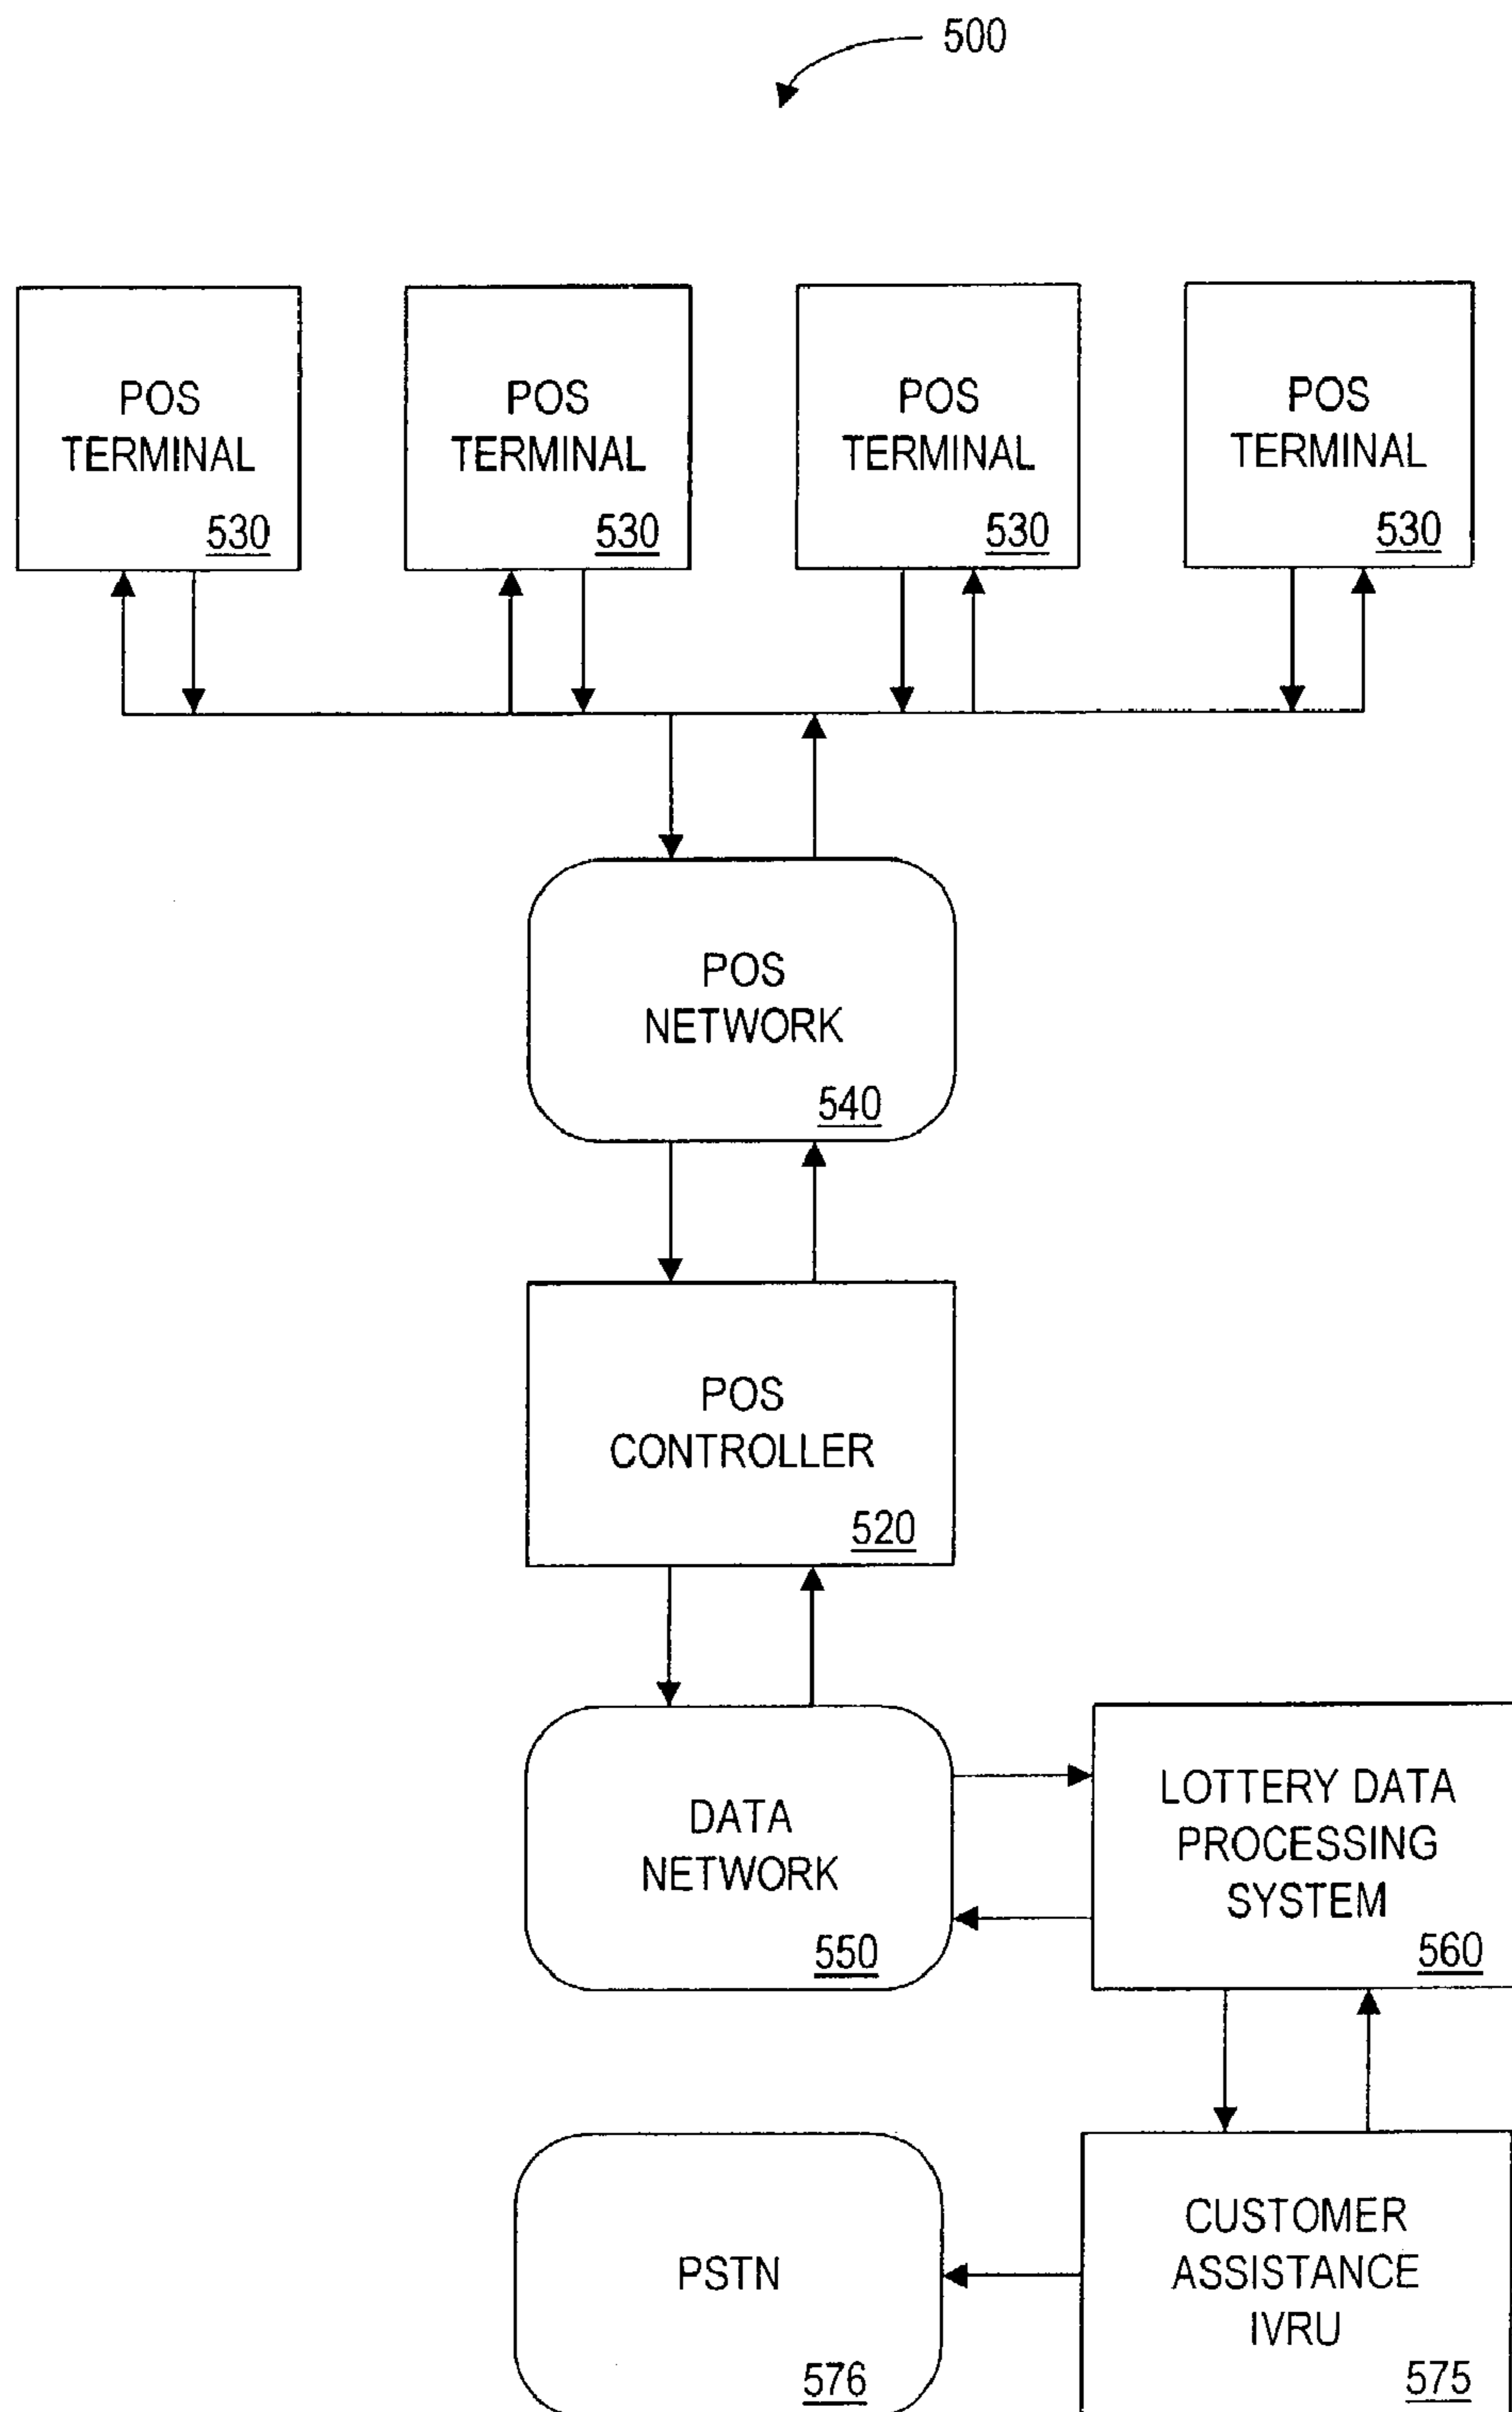 500
POS
TERMINAL
530
POS
TERMINAL
530
POS
TERMINAL
530
POS
TERMINAL
530
POS
NETWORK
540
POS
CONTROLLER
520
DATA
NETWORK
550
LOTTERY DATA
PROCESSING
SYSTEM
560
PSTN
576
CUSTOMER
ASSISTANCE
IVRU
575